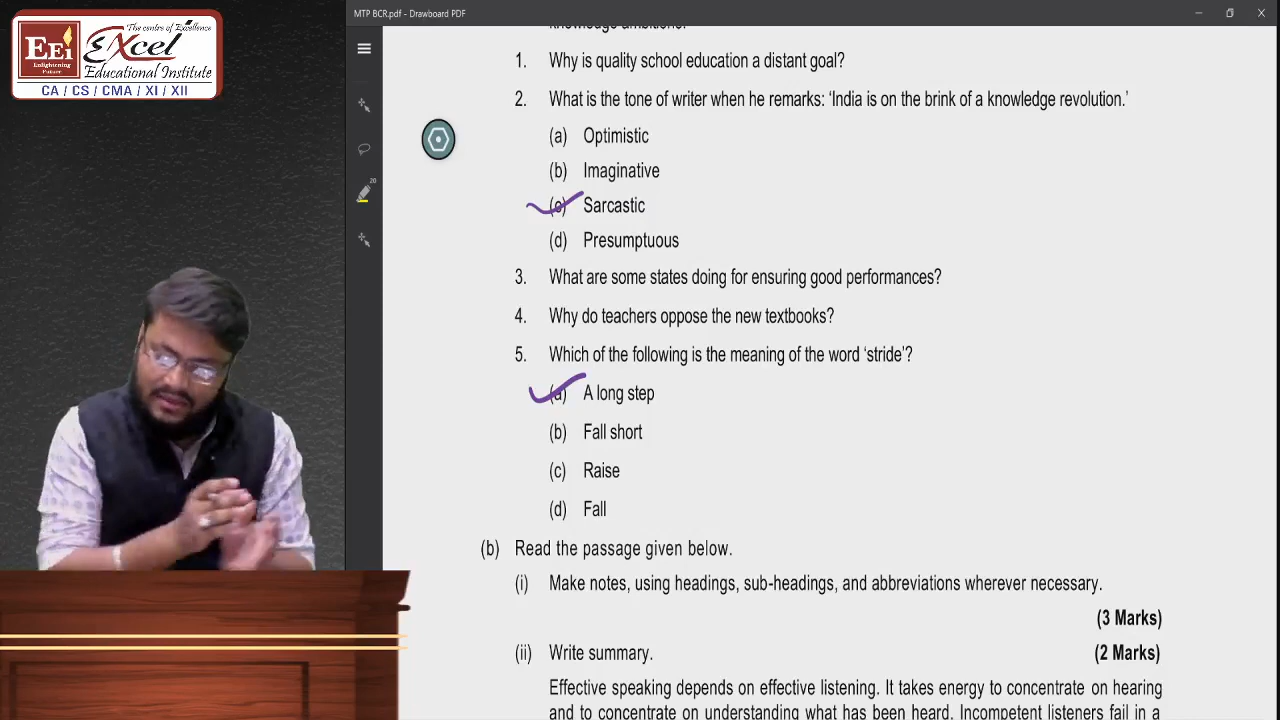 MTP BCR.pdf - Drawboard PDF
The centre of Excellence
EEi
Enlightening
Future
eXcel
Educational Institute
CA / CS / CMA / XI / XII
20
knowledge ambitions.
1. Why is quality school education a distant goal?
2. What is the tone of writer when he remarks: ‘India is on the brink of a knowledge revolution.’
(a) Optimistic
(b) Imaginative
(c) Sarcastic
(d) Presumptuous
3. What are some states doing for ensuring good performances?
4. Why do teachers oppose the new textbooks?
5. Which of the following is the meaning of the word ‘stride’?
(a) A long step
(b) Fall short
(c) Raise
(d) Fall
(b) Read the passage given below.
(i) Make notes, using headings, sub-headings, and abbreviations wherever necessary.
(3 Marks)
(ii) Write summary. (2 Marks)
Effective speaking depends on effective listening. It takes energy to concentrate on hearing
and to concentrate on understanding what has been heard. Incompetent listeners fail in a